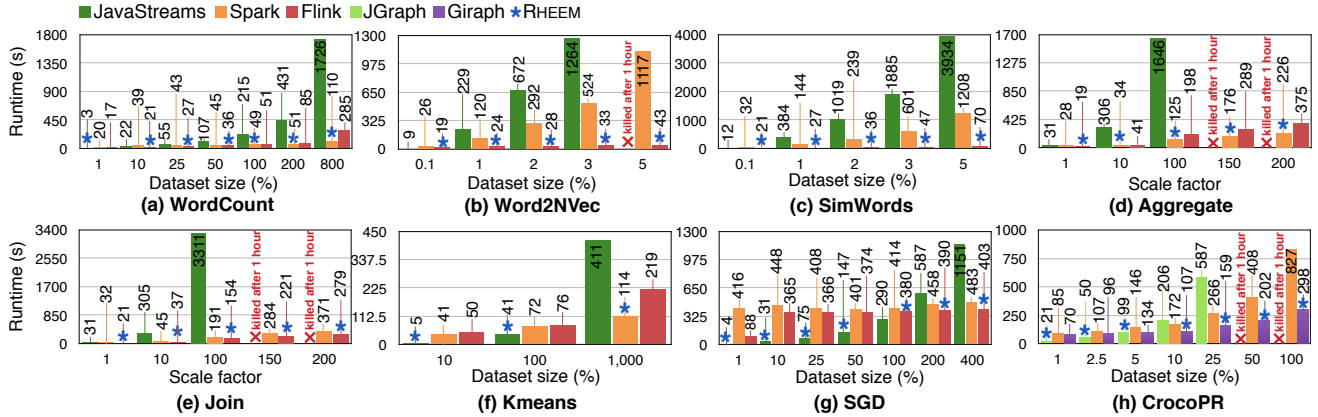 JavaStreams Spark Flink JGraph Giraph RHEEM
Runtime (s)
1800
1350
900
450
0
3 20 17 22 39 21 55 43 27 107 45 36 215 49 51 431 51 85 1726 110 285
1 10 25 50 100 200 800
Dataset size (%)
(a) WordCount
1300
975
650
325
0
9 26 19 229 120 24 672 292 28 1264 524 33 killed after 1 hour 1117 43
0.1 1 2 3 5
Dataset size (%)
(b) Word2NVec
4000
3000
2000
1000
0
12 32 21 384 144 27 1019 239 36 1885 601 47 3934 1208 70
0.1 1 2 3 5
Dataset size (%)
(c) SimWords
1700
1275
850
425
0
31 28 19 306 34 41 1646 125 198 killed after 1 hour 176 289 killed after 1 hour 226 375
1 10 100 150 200
Scale factor
(d) Aggregate
Runtime (s)
3400
2550
1700
850
0
31 32 21 305 45 37 3311 191 154 killed after 1 hour 284 221 killed after 1 hour 371 279
1 10 100 150 200
Scale factor
(e) Join
450
337.5
225
112.5
0
5 41 50 41 72 76 411 114 219
10 100 1,000
Dataset size (%)
(f) Kmeans
1300
975
650
325
0
4 416 88 31 448 365 75 408 366 147 401 374 290 414 380 587 458 390 1151 483 403
1 10 25 50 100 200 400
Dataset size (%)
(g) SGD
1000
750
500
250
0
21 85 70 50 107 96 99 146 134 206 172 107 587 266 159 killed after 1 hour 408 202 killed after 1 hour 827 298
1 2.5 5 10 25 50 100
Dataset size (%)
(h) CrocoPR